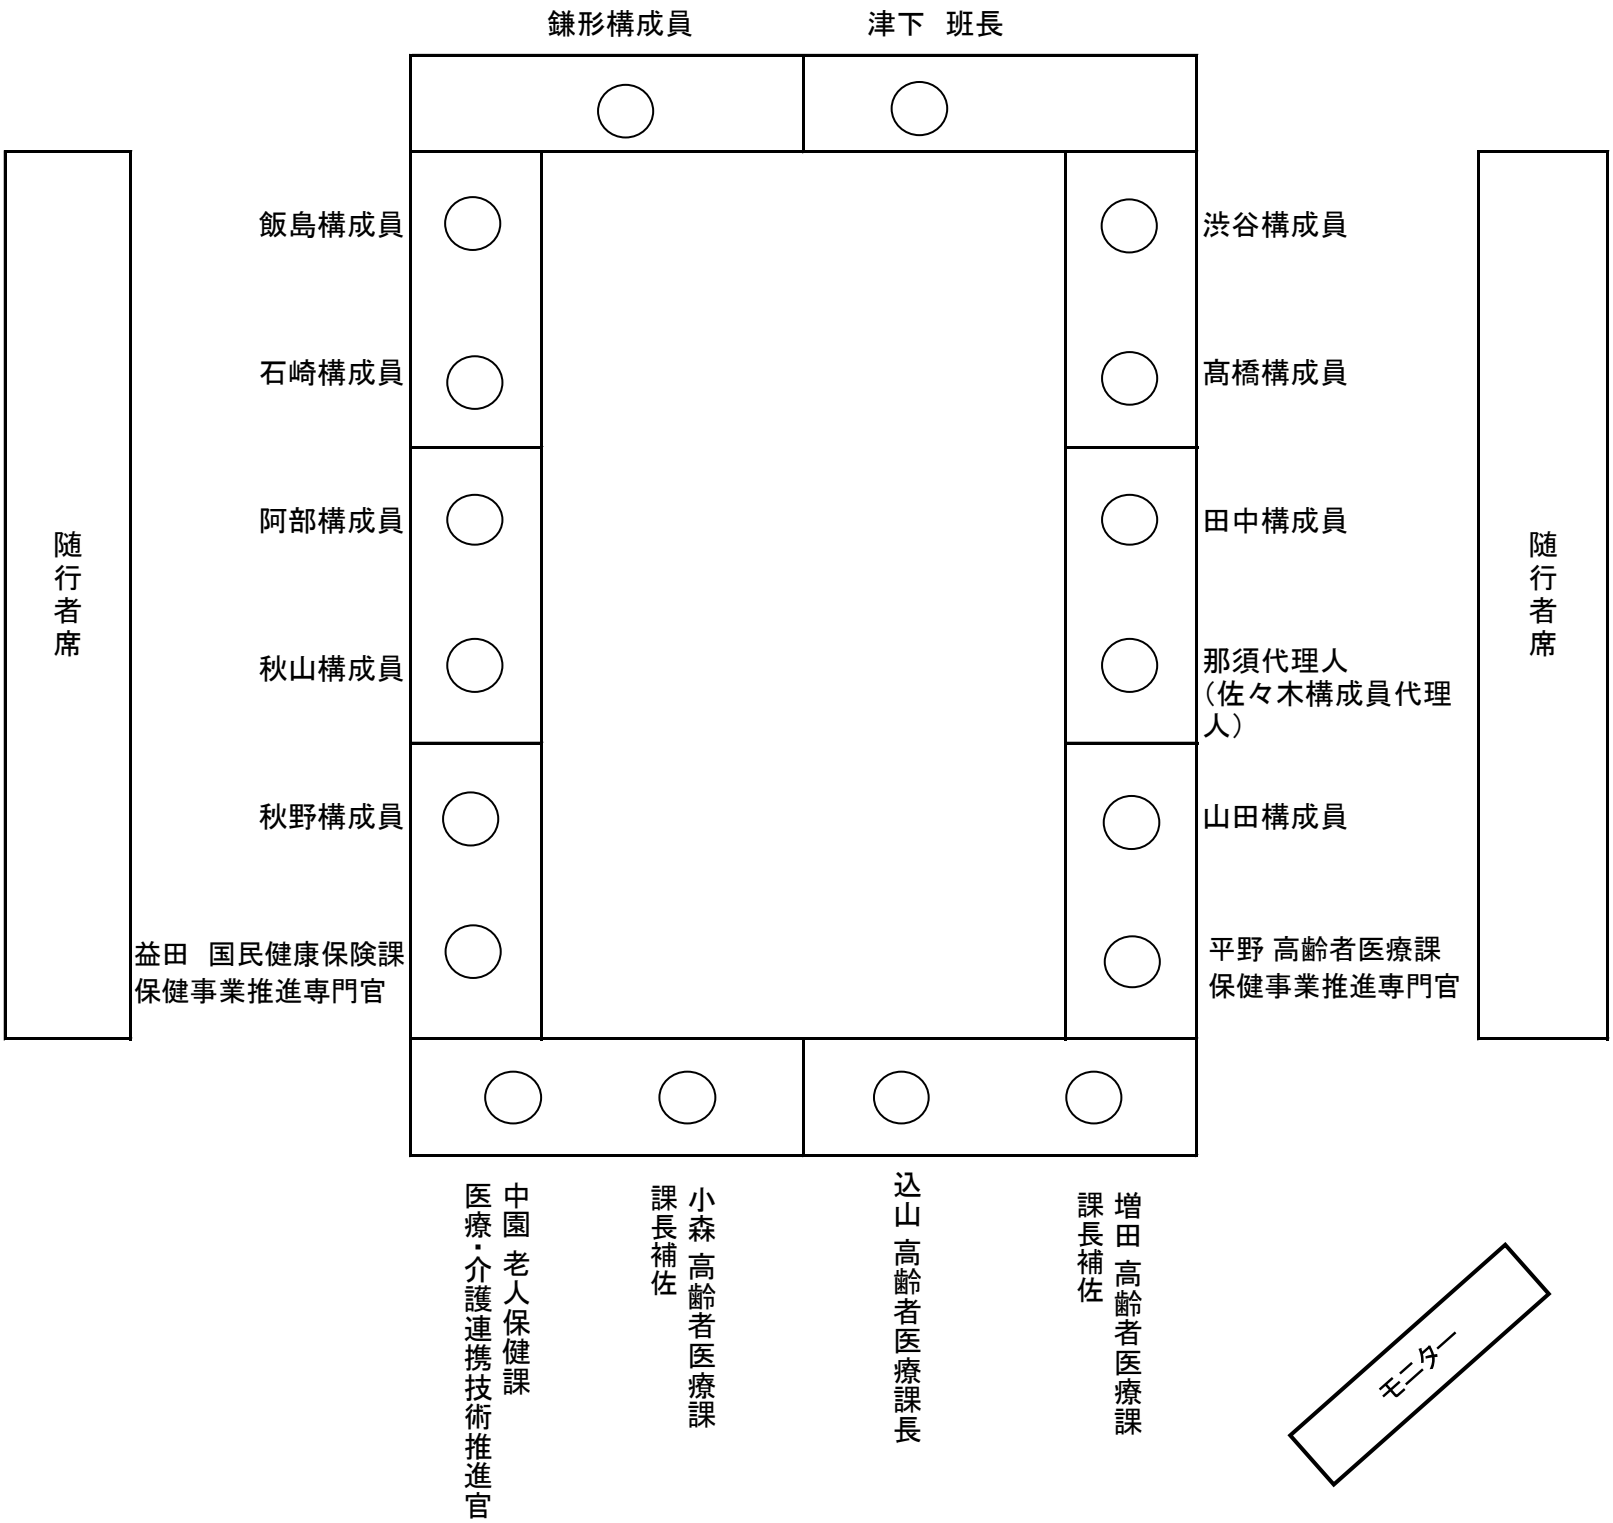 鎌形構成員
津下　班長
飯島構成員
渋谷構成員
石崎構成員
髙橋構成員
阿部構成員
田中構成員
随行者席
随行者席
秋山構成員
那須代理人
（佐々木構成員代理
人）
秋野構成員
山田構成員
益田　国民健康保険課
保健事業推進専門官
平野 高齢者医療課
保健事業推進専門官
中園 老人保健課
医療・介護連携技術推進官
小森 高齢者医療課
課長補佐
込山 高齢者医療課長
増田 高齢者医療課
課長補佐
モニター